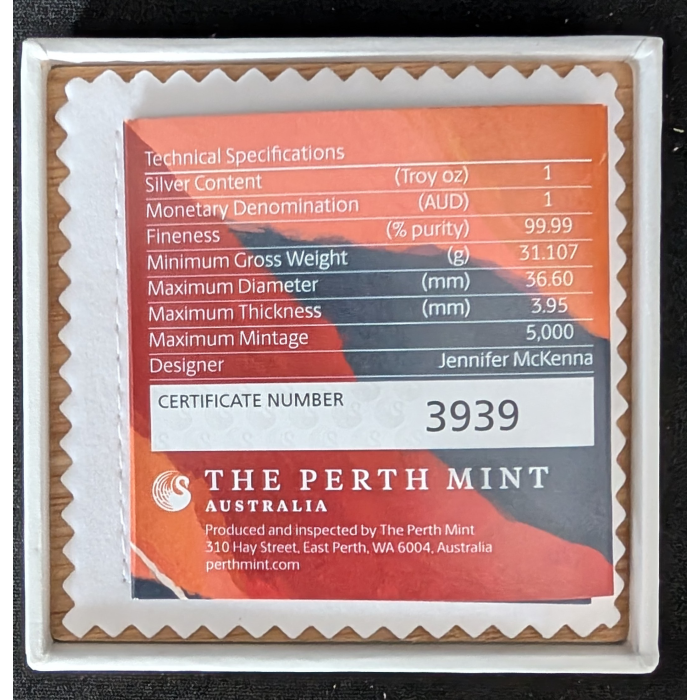 Technical Specifications
Silver Content (Troy oz) 1
Monetary Denomination (AUD) 1
Fineness (% purity) 99.99
Minimum Gross Weight (g) 31.107
Maximum Diameter (mm) 36.60
Maximum Thickness (mm) 3.95
Maximum Mintage 5,000
Designer Jennifer McKenna
CERTIFICATE NUMBER 3939
THE PERTH MINT
AUSTRALIA
Produced and inspected by The Perth Mint
310 Hay Street, East Perth, WA 6004, Australia
perthmint.com